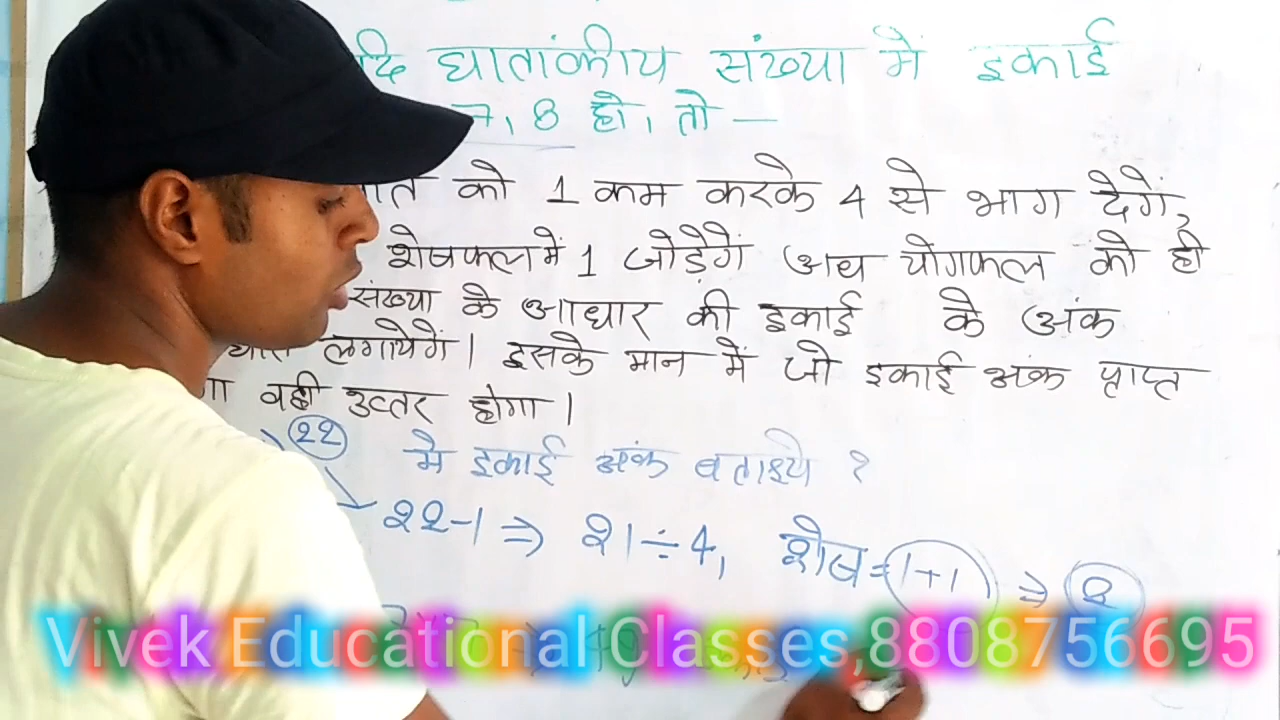 घातांकीय संख्या में इकाई
7, 8 हो, तो —
को 1 कम करके 4 से भाग देगें,
शेषफल में 1 जोड़ेगें अब योगफल को ही
संख्या के आधार की इकाई के अंक
लगायेगें। इसके मान में जो इकाई अंक प्राप्त
वही उत्तर होगा।
22 मे इकाई अंक बताइये ?
22-1 ⇒ 21÷4, शेष = 1+1 ⇒ 2
Vivek Educational Classes,8808756695